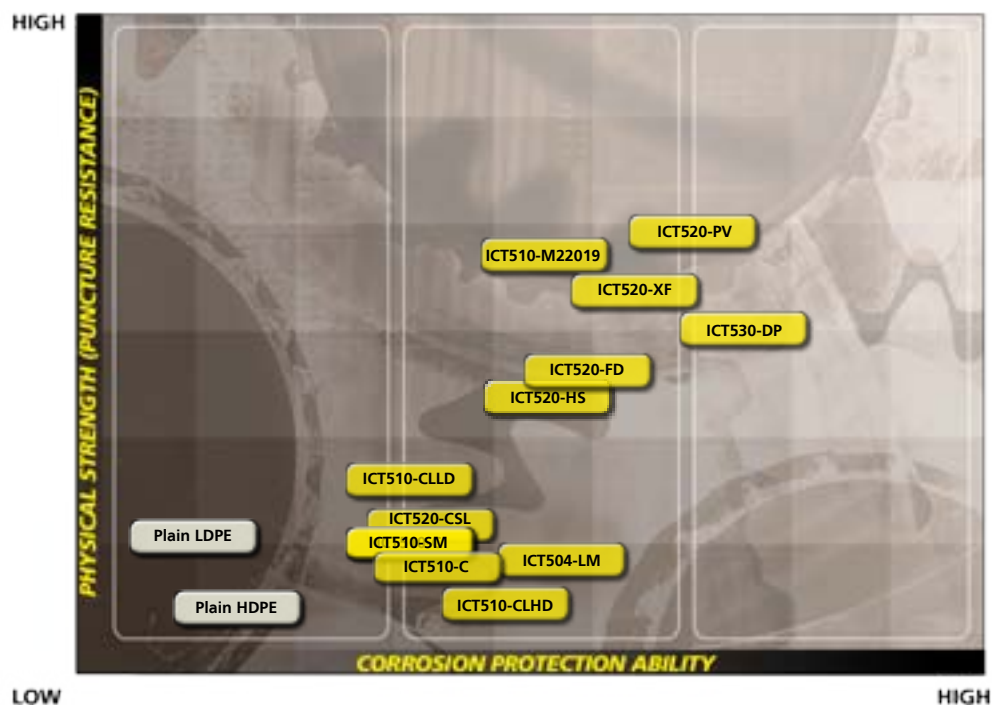 HIGH
PHYSICAL STRENGTH (PUNCTURE RESISTANCE)
ICT520-PV
ICT510-M22019
ICT520-XF
ICT530-DP
ICT520-FD
ICT520-HS
ICT510-CLLD
ICT520-CSL
Plain LDPE
ICT510-SM
ICT504-LM
ICT510-C
ICT510-CLHD
Plain HDPE
CORROSION PROTECTION ABILITY
LOW
HIGH